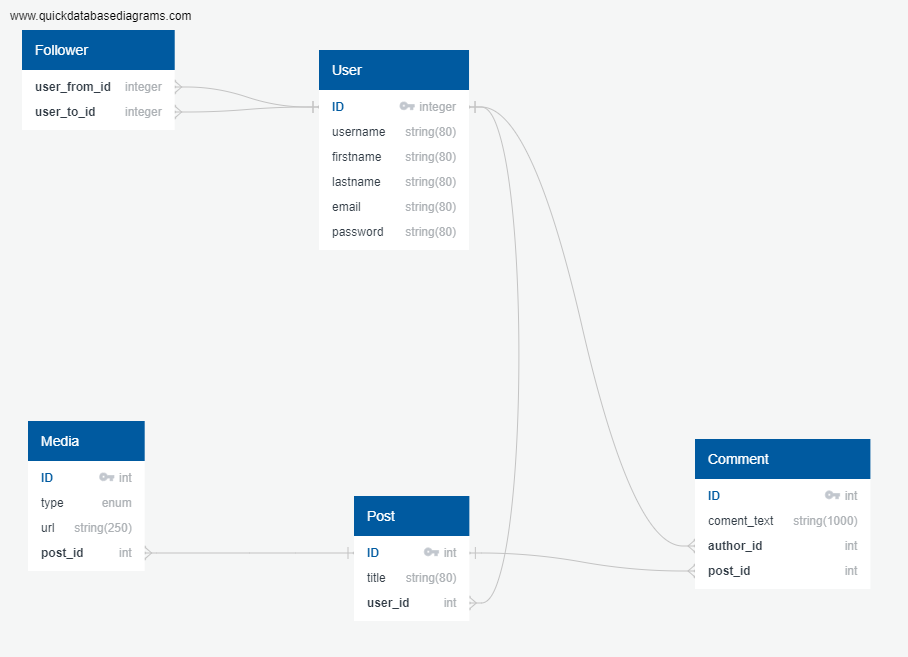 www.quickdatabasediagrams.com
Follower
user_from_id integer
user_to_id integer
User
ID integer
username string(80)
firstname string(80)
lastname string(80)
email string(80)
password string(80)
Media
ID int
type enum
url string(250)
post_id int
Post
ID int
title string(80)
user_id int
Comment
ID int
coment_text string(1000)
author_id int
post_id int